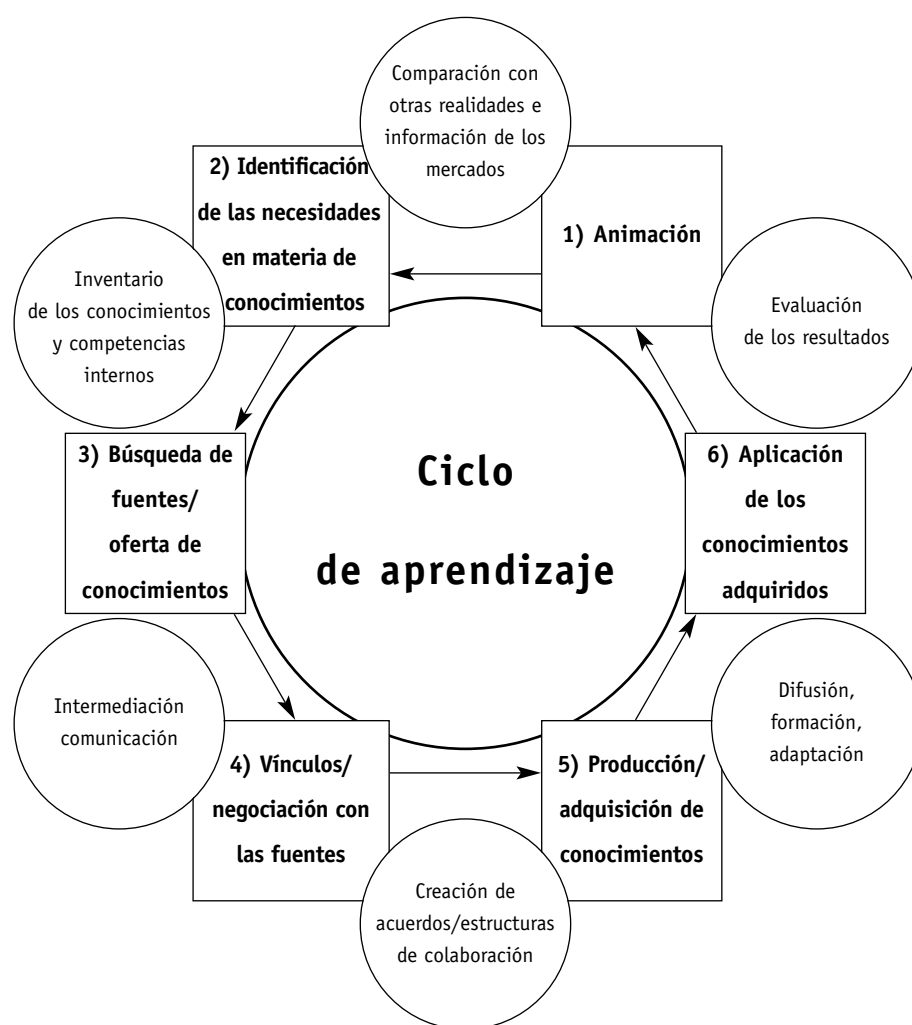 Comparación con
otras realidades e
información de los
mercados
2) Identificación
de las necesidades
en materia de
conocimientos
1) Animación
Inventario
de los conocimientos
y competencias
internos
Evaluación
de los resultados
Ciclo
de aprendizaje
3) Búsqueda de
fuentes/
oferta de
conocimientos
6) Aplicación
de los
conocimientos
adquiridos
Intermediación
comunicación
Difusión,
formación,
adaptación
4) Vínculos/
negociación con
las fuentes
5) Producción/
adquisición de
conocimientos
Creación de
acuerdos/estructuras
de colaboración